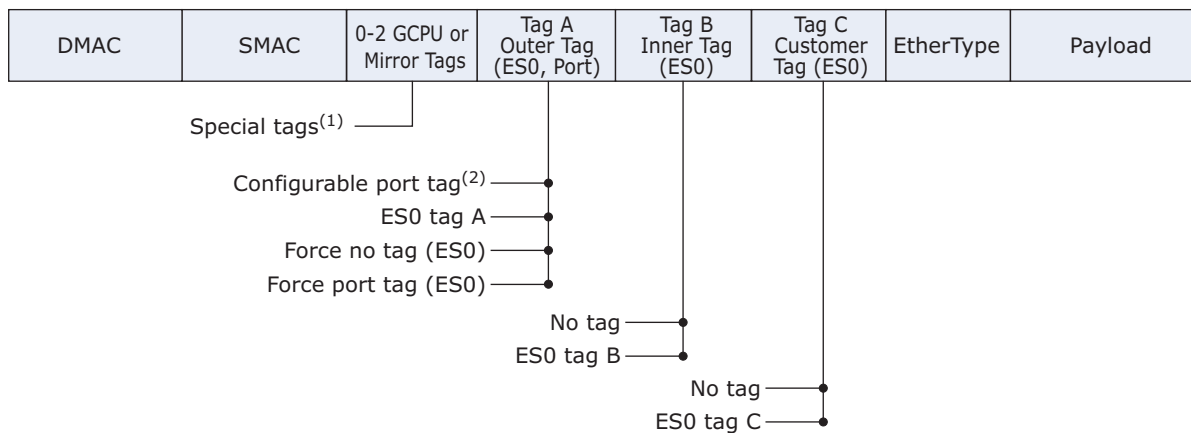 DMAC
SMAC
0-2 GCPU or
Mirror Tags
Tag A
Outer Tag
(ES0, Port)
Tag B
Inner Tag
(ES0)
Tag C
Customer
Tag (ES0)
EtherType
Payload
Special tags(1)
Configurable port tag(2)
ES0 tag A
Force no tag (ES0)
Force port tag (ES0)
No tag
ES0 tag B
No tag
ES0 tag C